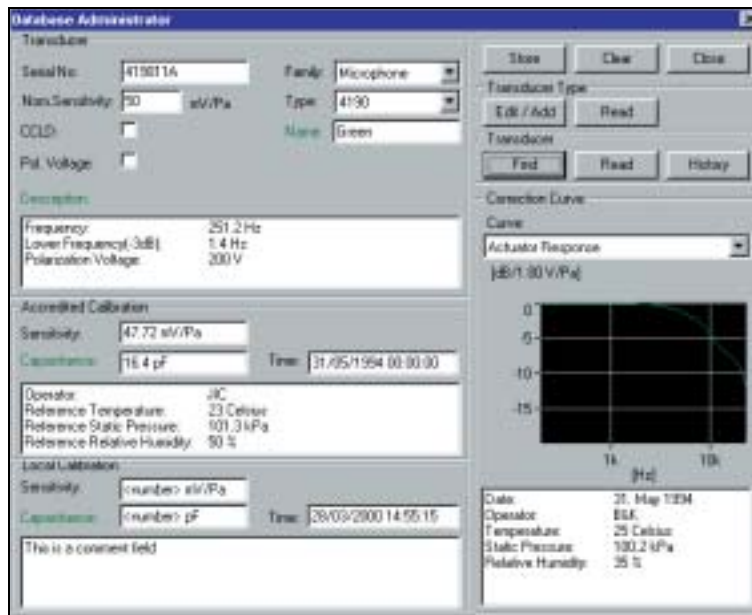 Database Administrator
Transducer
Serial No: 419011A
Family: Microphone
Nom.Sensitivity: 50 mV/Pa
Type: 4190
CCLD:
Name: Green
Pol. Voltage:
Description:
Frequency: 251.2 Hz
Lower Frequency(-3dB): 1.4 Hz
Polarization Voltage: 200 V
Accredited Calibration
Sensitivity: 47.72 mV/Pa
Capacitance: 16.4 pF
Time: 31/05/1994 00:00:00
Operator: JIC
Reference Temperature: 23 Celsius
Reference Static Pressure: 101.3 kPa
Reference Relative Humidity: 50 %
Local Calibration
Sensitivity: <number> mV/Pa
Capacitance: <number> pF
Time: 28/03/2000 14:55:15
This is a comment field
Store Clear Close
Transducer Type
Edit / Add Read
Transducer
Find Read History
Correction Curve
Curve
Actuator Response
[dB/1.80 V/Pa]
0
-5
-10
-15
1k 10k
[Hz]
Date: 31. May 1994
Operator: B&K
Temperature: 25 Celsius
Static Pressure: 100.2 kPa
Relative Humidity: 35 %